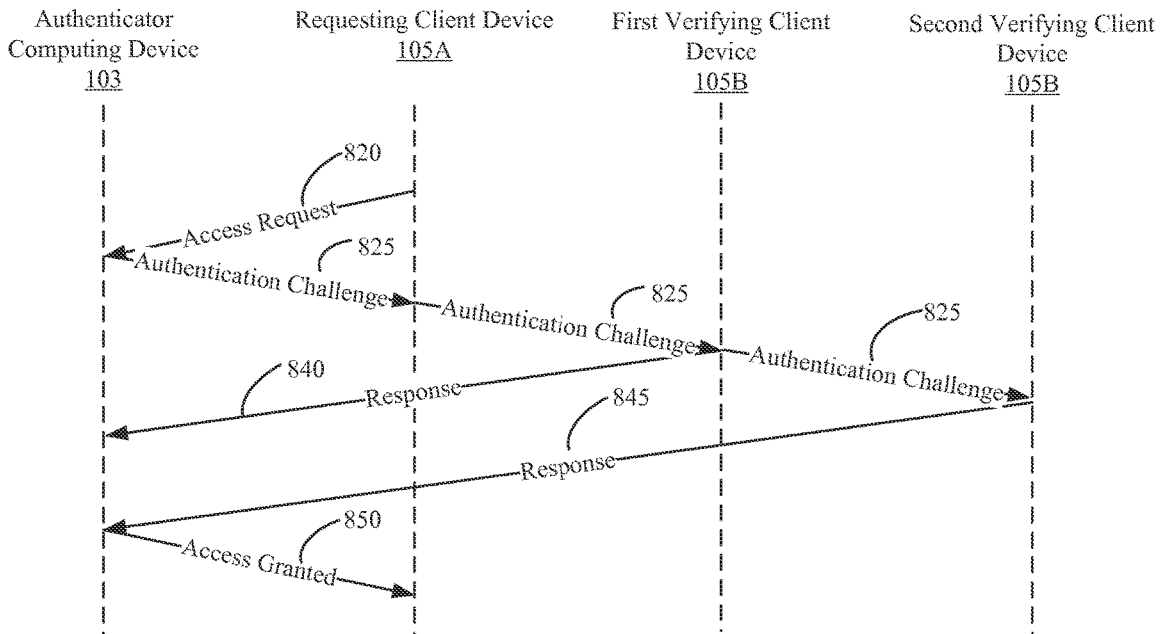 Authenticator
Computing Device
103
Requesting Client Device
105A
First Verifying Client
Device
105B
Second Verifying Client
Device
105B
820
Access Request
825
Authentication Challenge
825
Authentication Challenge
825
Authentication Challenge
840
Response
845
Response
850
Access Granted